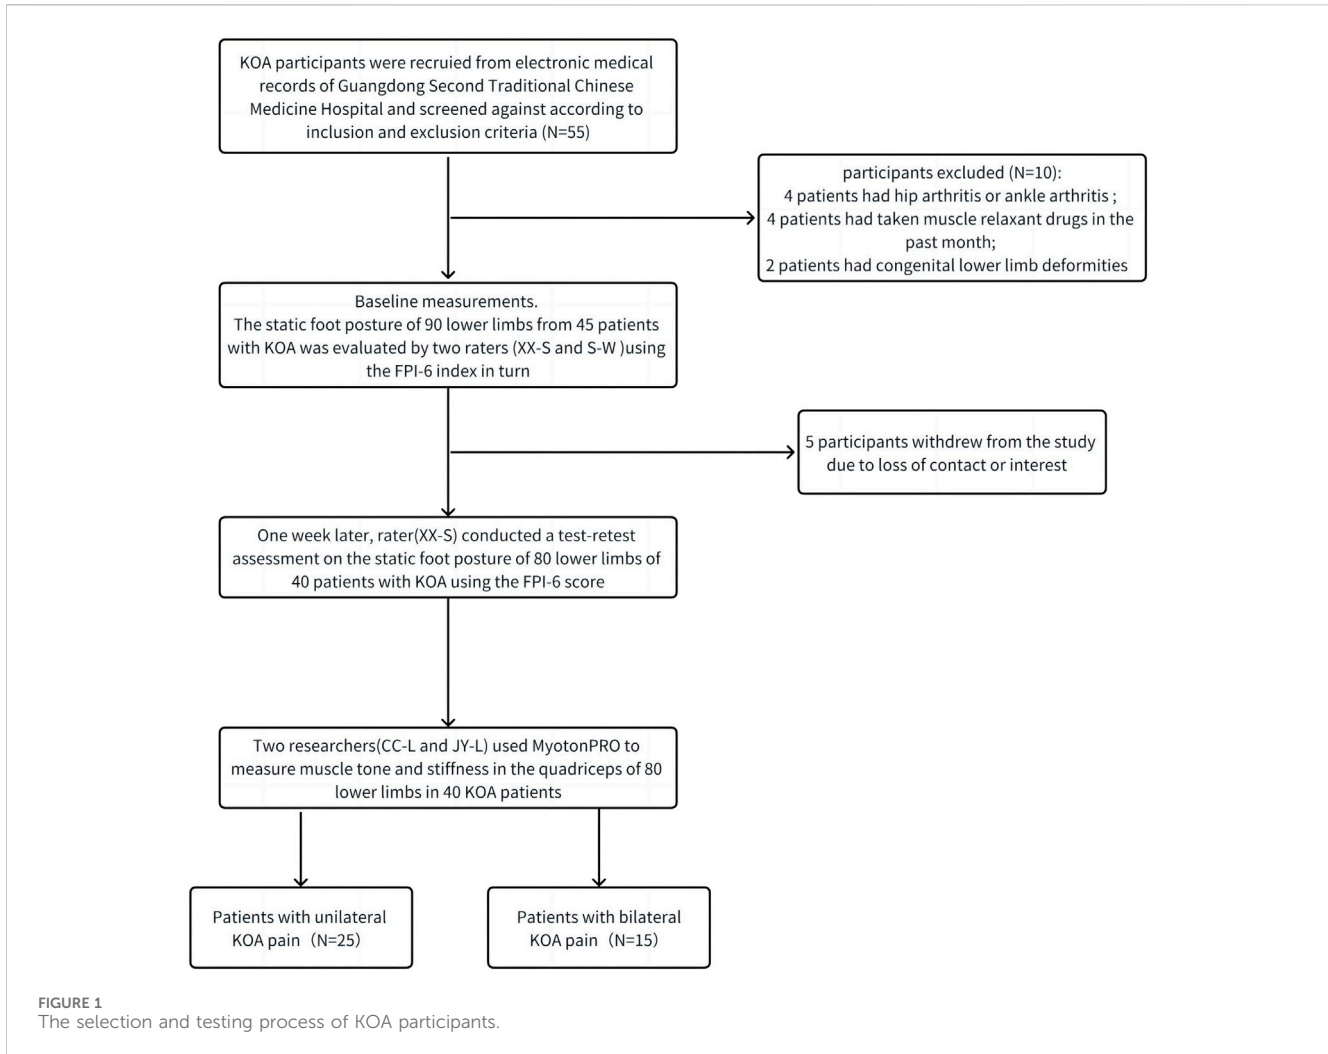 KOA participants were recruied from electronic medical
records of Guangdong Second Traditional Chinese
Medicine Hospital and screened against according to
inclusion and exclusion criteria (N=55)
participants excluded (N=10):
4 patients had hip arthritis or ankle arthritis ;
4 patients had taken muscle relaxant drugs in the
past month;
2 patients had congenital lower limb deformities
Baseline measurements.
The static foot posture of 90 lower limbs from 45 patients
with KOA was evaluated by two raters (XX-S and S-W )using
the FPI-6 index in turn
5 participants withdrew from the study
due to loss of contact or interest
One week later, rater(XX-S) conducted a test-retest
assessment on the static foot posture of 80 lower limbs of
40 patients with KOA using the FPI-6 score
Two researchers(CC-L and JY-L) used MyotonPRO to
measure muscle tone and stiffness in the quadriceps of 80
lower limbs in 40 KOA patients
Patients with unilateral
KOA pain（N=25）
Patients with bilateral
KOA pain（N=15）
FIGURE 1
The selection and testing process of KOA participants.